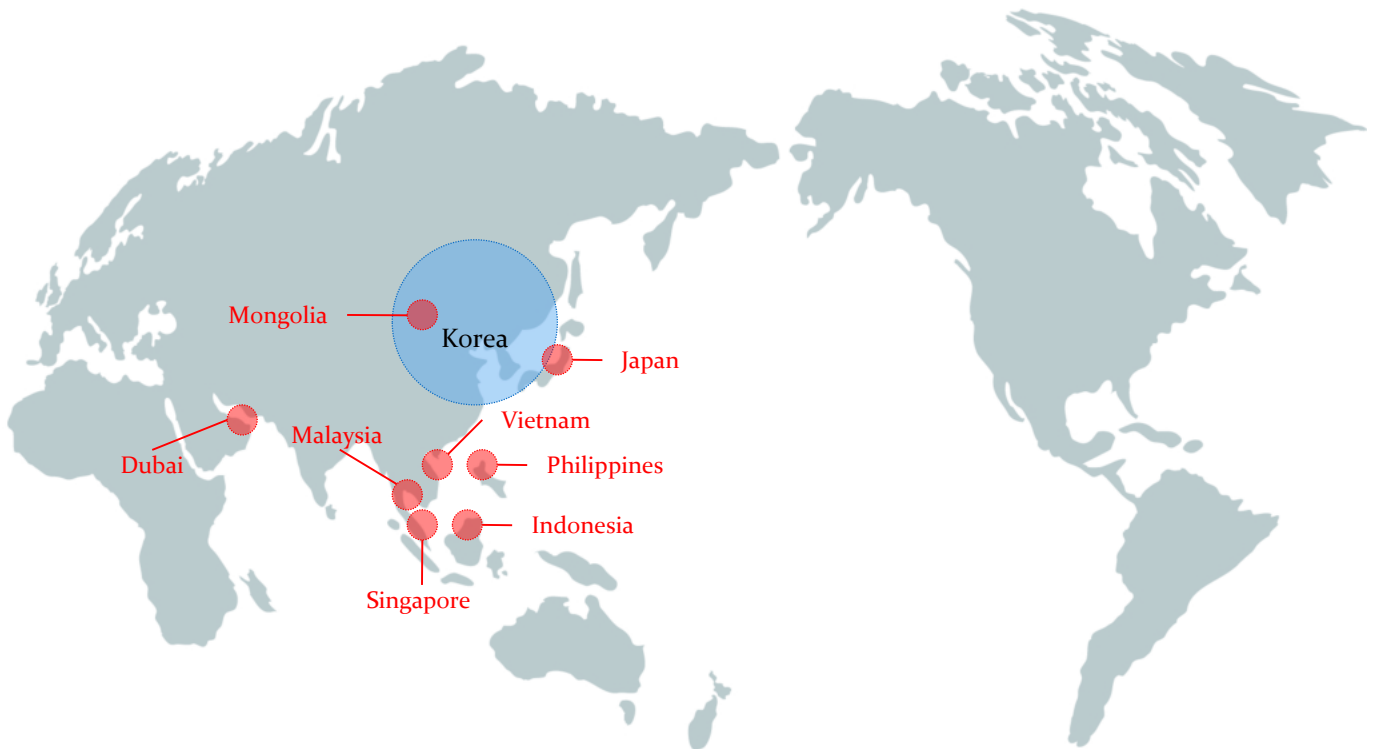 Mongolia
Korea
Japan
Vietnam
Malaysia
Dubai
Philippines
Indonesia
Singapore